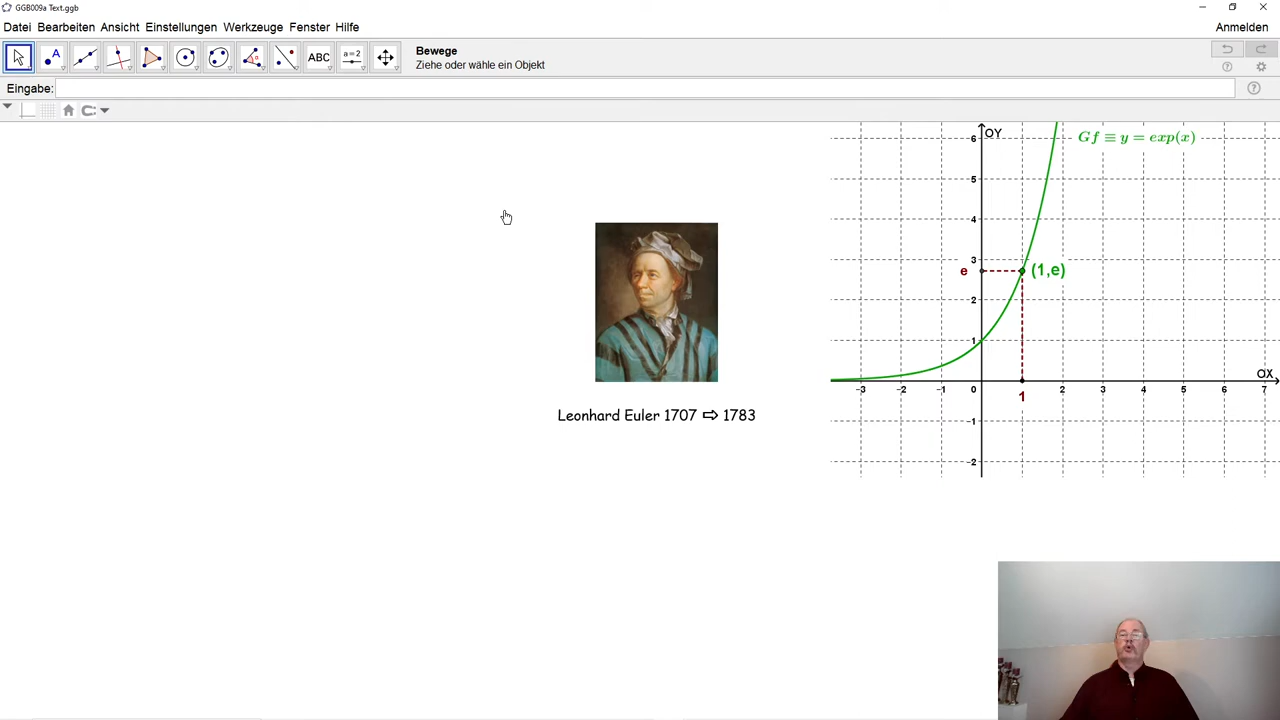 GGB009a Text.ggb
Datei Bearbeiten Ansicht Einstellungen Werkzeuge Fenster Hilfe
Anmelden
A
ABC
a=2
Bewege
Ziehe oder wähle ein Objekt
Eingabe:
OY
Gf ≡ y = exp(x)
6
5
4
3
e
(1,e)
2
1
OX
-3 -2 -1 0 1 2 3 4 5 6 7
-1
-2
Leonhard Euler 1707 ⇨ 1783